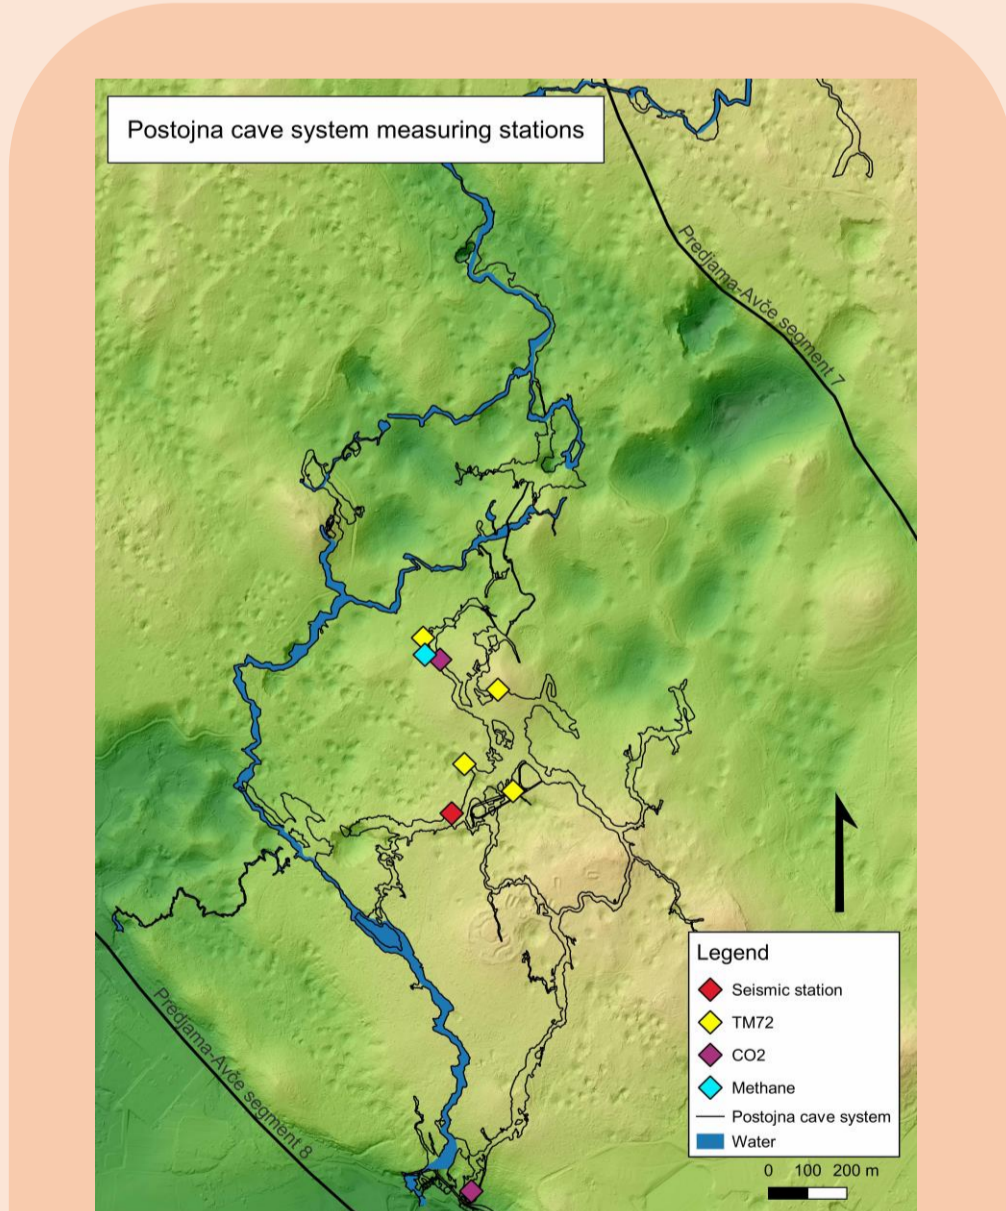 Postojna cave system measuring stations
Predjama-Avče segment 7
Predjama-Avče segment 8
Legend
Seismic station
TM72
CO2
Methane
Postojna cave system
Water
0 100 200 m